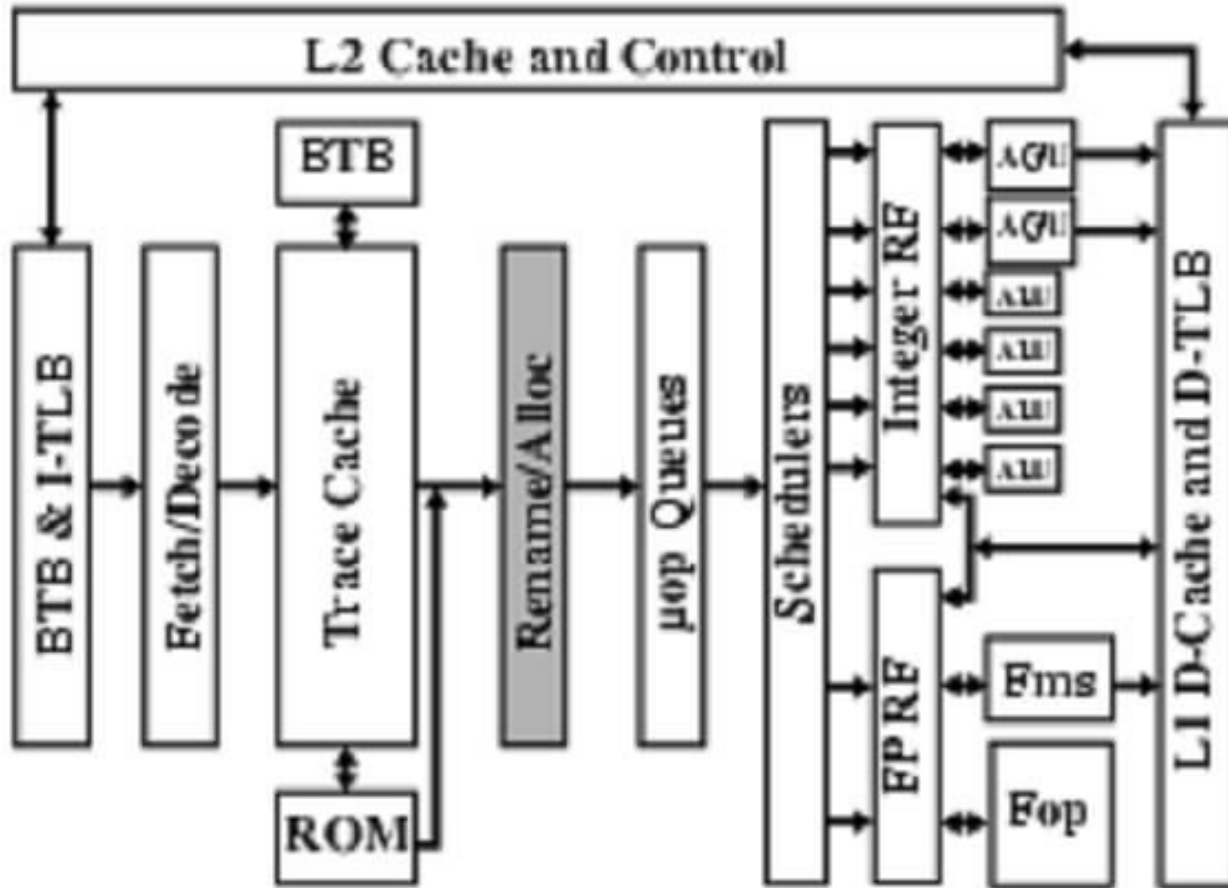 L2 Cache and Control
BTB
BTB & I-TLB
Fetch/Decode
Trace Cache
ROM
Rename/Alloc
µop Queues
Schedulers
Integer RF
FP RF
AGU
AGU
ALU
ALU
ALU
ALU
Fms
Fop
L1 D-Cache and D-TLB